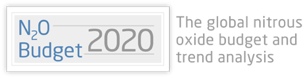 N₂O
Budget 2020
The global nitrous
oxide budget and
trend analysis